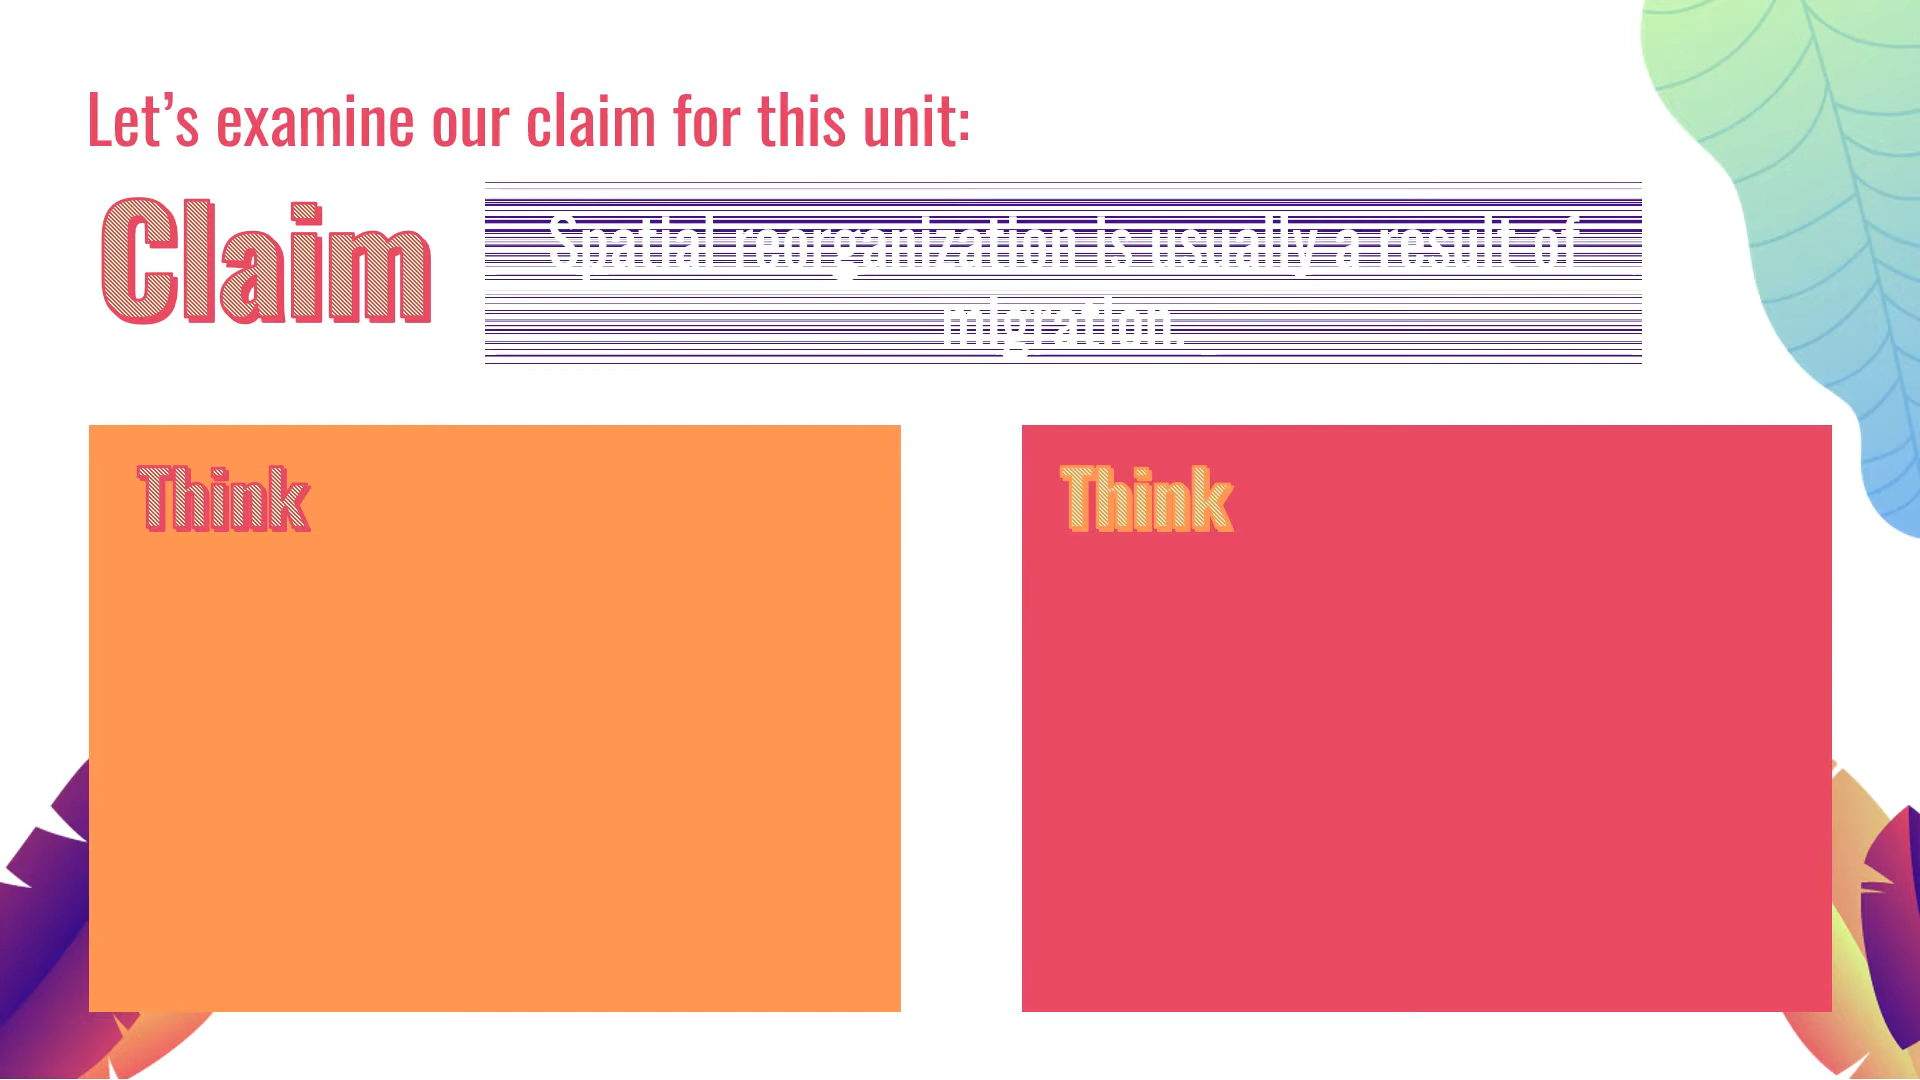 Let’s examine our claim for this unit:
Claim
Spatial reorganization is usually a result of
migration
Think
Think